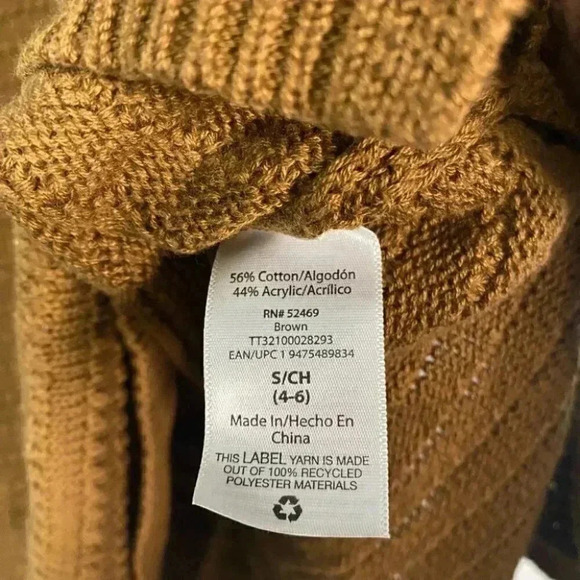 56% Cotton/Algodón
44% Acrylic/Acrílico
RN# 52469
Brown
TT32100028293
EAN/UPC 1 9475489834
S/CH
(4-6)
Made In/Hecho En
China
THIS LABEL YARN IS MADE
OUT OF 100% RECYCLED
POLYESTER MATERIALS